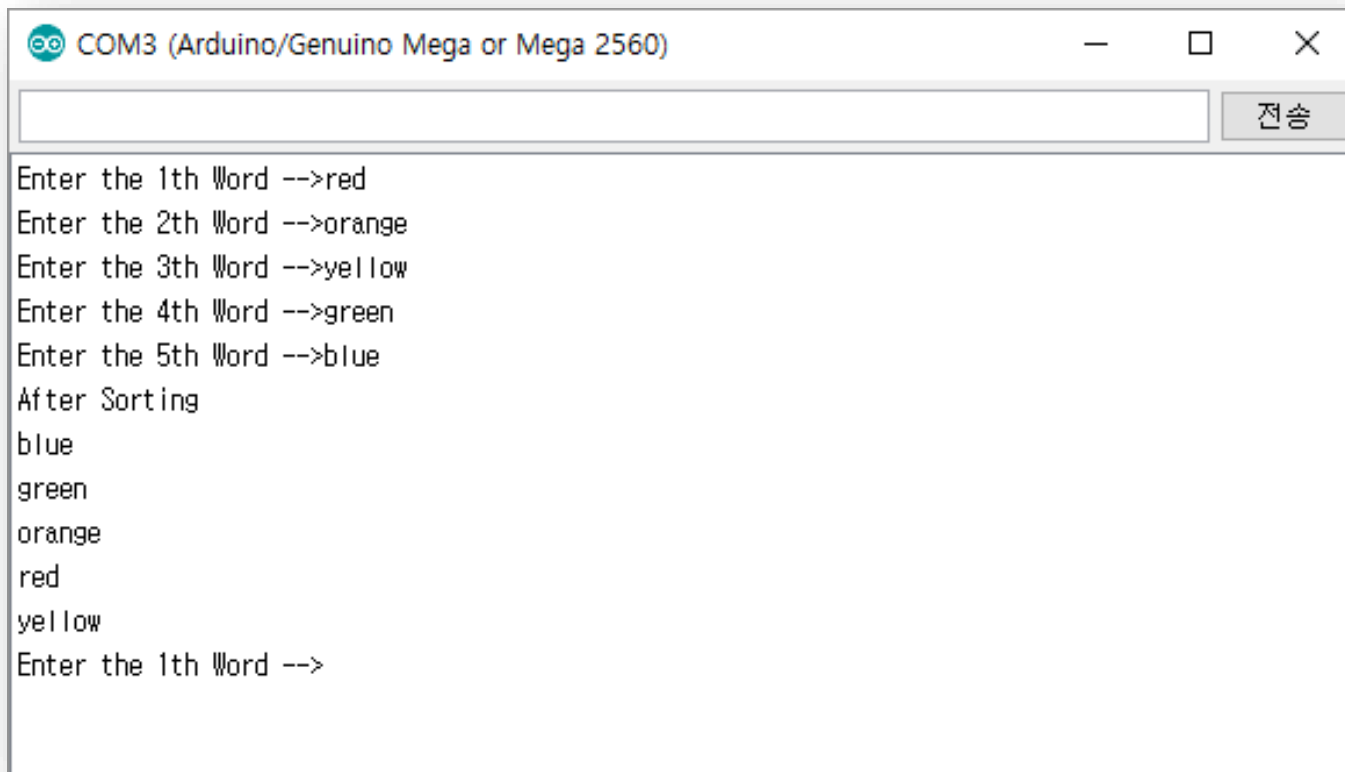 COM3 (Arduino/Genuino Mega or Mega 2560)
전송
Enter the 1th Word -->red
Enter the 2th Word -->orange
Enter the 3th Word -->yellow
Enter the 4th Word -->green
Enter the 5th Word -->blue
After Sorting
blue
green
orange
red
yellow
Enter the 1th Word -->